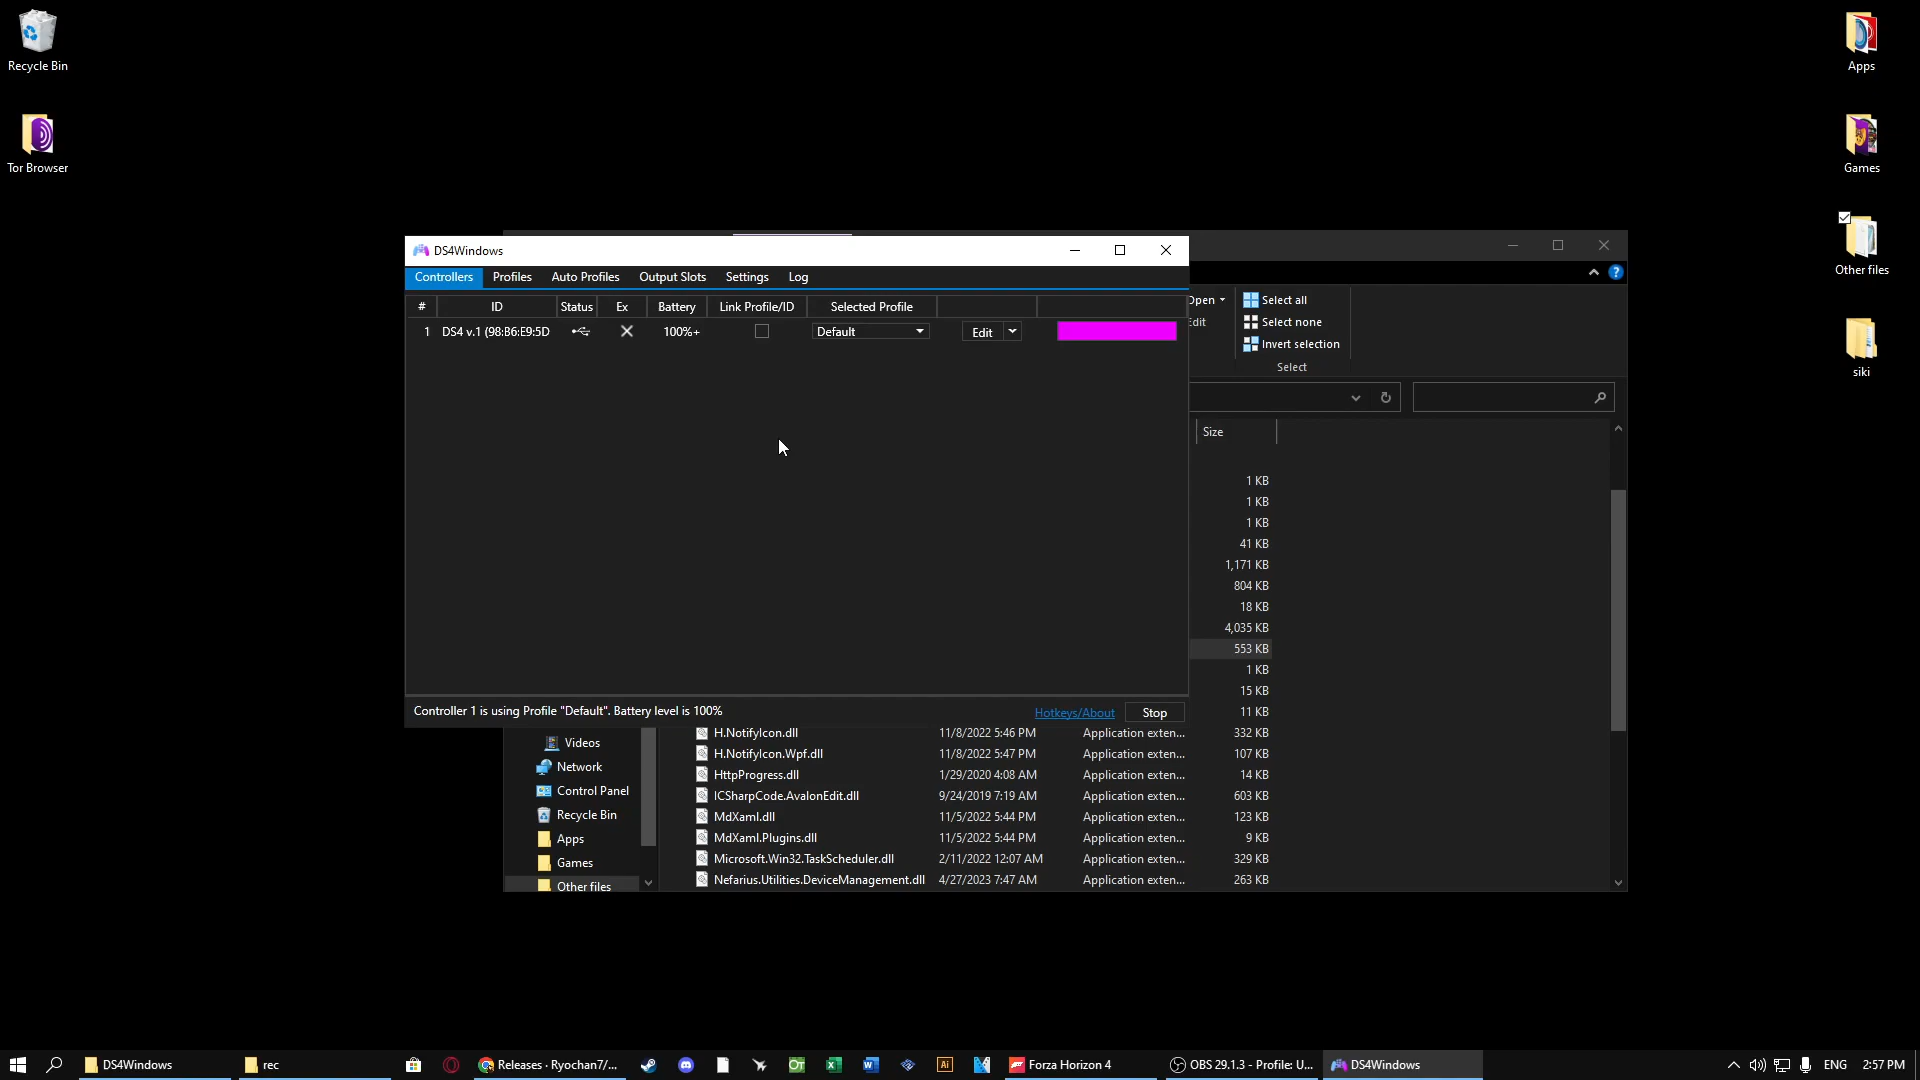 Recycle Bin
Tor Browser
Apps
Games
Other files
siki
DS4Windows
Controllers Profiles Auto Profiles Output Slots Settings Log
# ID Status Ex Battery Link Profile/ID Selected Profile
1 DS4 v.1 (98:B6:E9:5D 100%+ Default Edit
Controller 1 is using Profile "Default". Battery level is 100%
Hotkeys/About Stop
Open
Edit
Select all
Select none
Invert selection
Select
Size
1 KB
1 KB
1 KB
41 KB
1,171 KB
804 KB
18 KB
4,035 KB
553 KB
1 KB
15 KB
11 KB
Videos
Network
Control Panel
Recycle Bin
Apps
Games
Other files
H.NotifyIcon.dll 11/8/2022 5:46 PM Application exten... 332 KB
H.NotifyIcon.Wpf.dll 11/8/2022 5:47 PM Application exten... 107 KB
HttpProgress.dll 1/29/2020 4:08 AM Application exten... 14 KB
ICSharpCode.AvalonEdit.dll 9/24/2019 7:19 AM Application exten... 603 KB
MdXaml.dll 11/5/2022 5:44 PM Application exten... 123 KB
MdXaml.Plugins.dll 11/5/2022 5:44 PM Application exten... 9 KB
Microsoft.Win32.TaskScheduler.dll 2/11/2022 12:07 AM Application exten... 329 KB
Nefarius.Utilities.DeviceManagement.dll 4/27/2023 7:47 AM Application exten... 263 KB
DS4Windows rec Releases · Ryochan7/... Forza Horizon 4 OBS 29.1.3 - Profile: U... DS4Windows ENG 2:57 PM